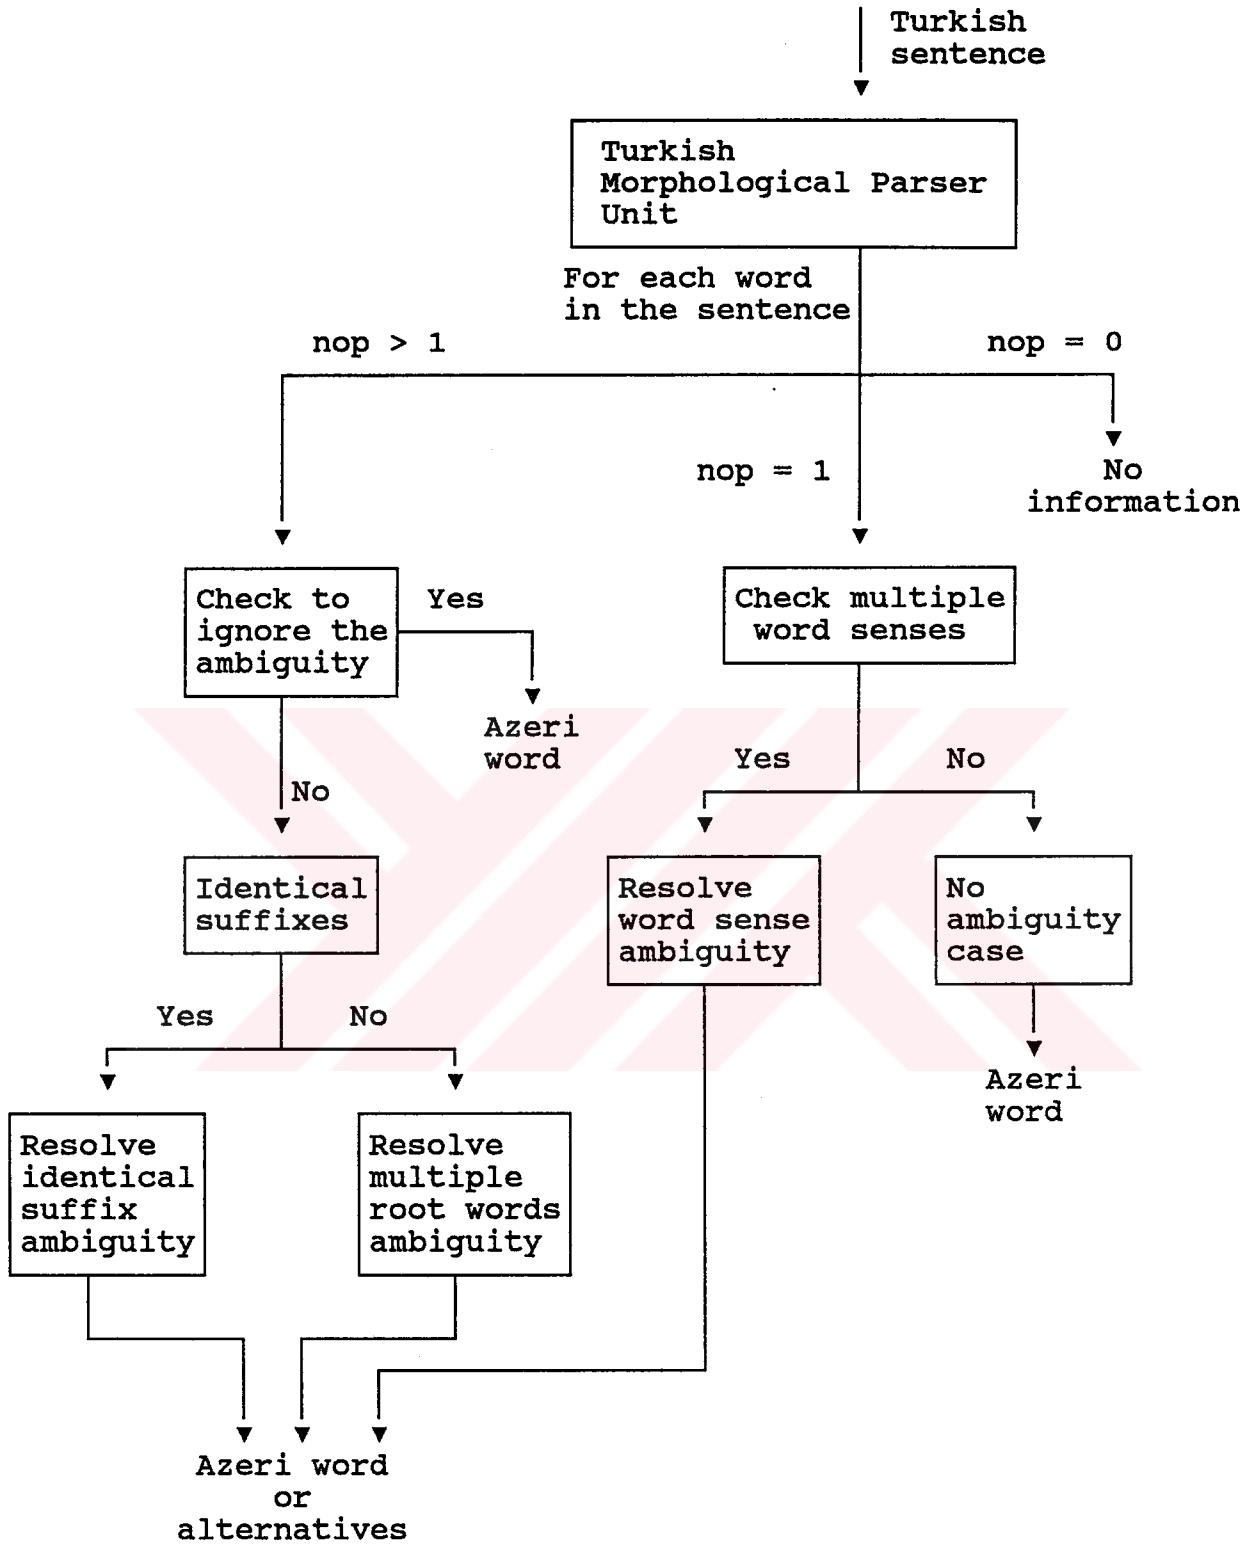 Turkish
sentence
Turkish
Morphological Parser
Unit
For each word
in the sentence
nop > 1
nop = 0
nop = 1
No
information
Check to
ignore the
ambiguity
Yes
Azeri
word
No
Check multiple
word senses
Yes
No
Identical
suffixes
Resolve
word sense
ambiguity
No
ambiguity
case
Yes
No
Azeri
word
Resolve
identical
suffix
ambiguity
Resolve
multiple
root words
ambiguity
Azeri word
or
alternatives